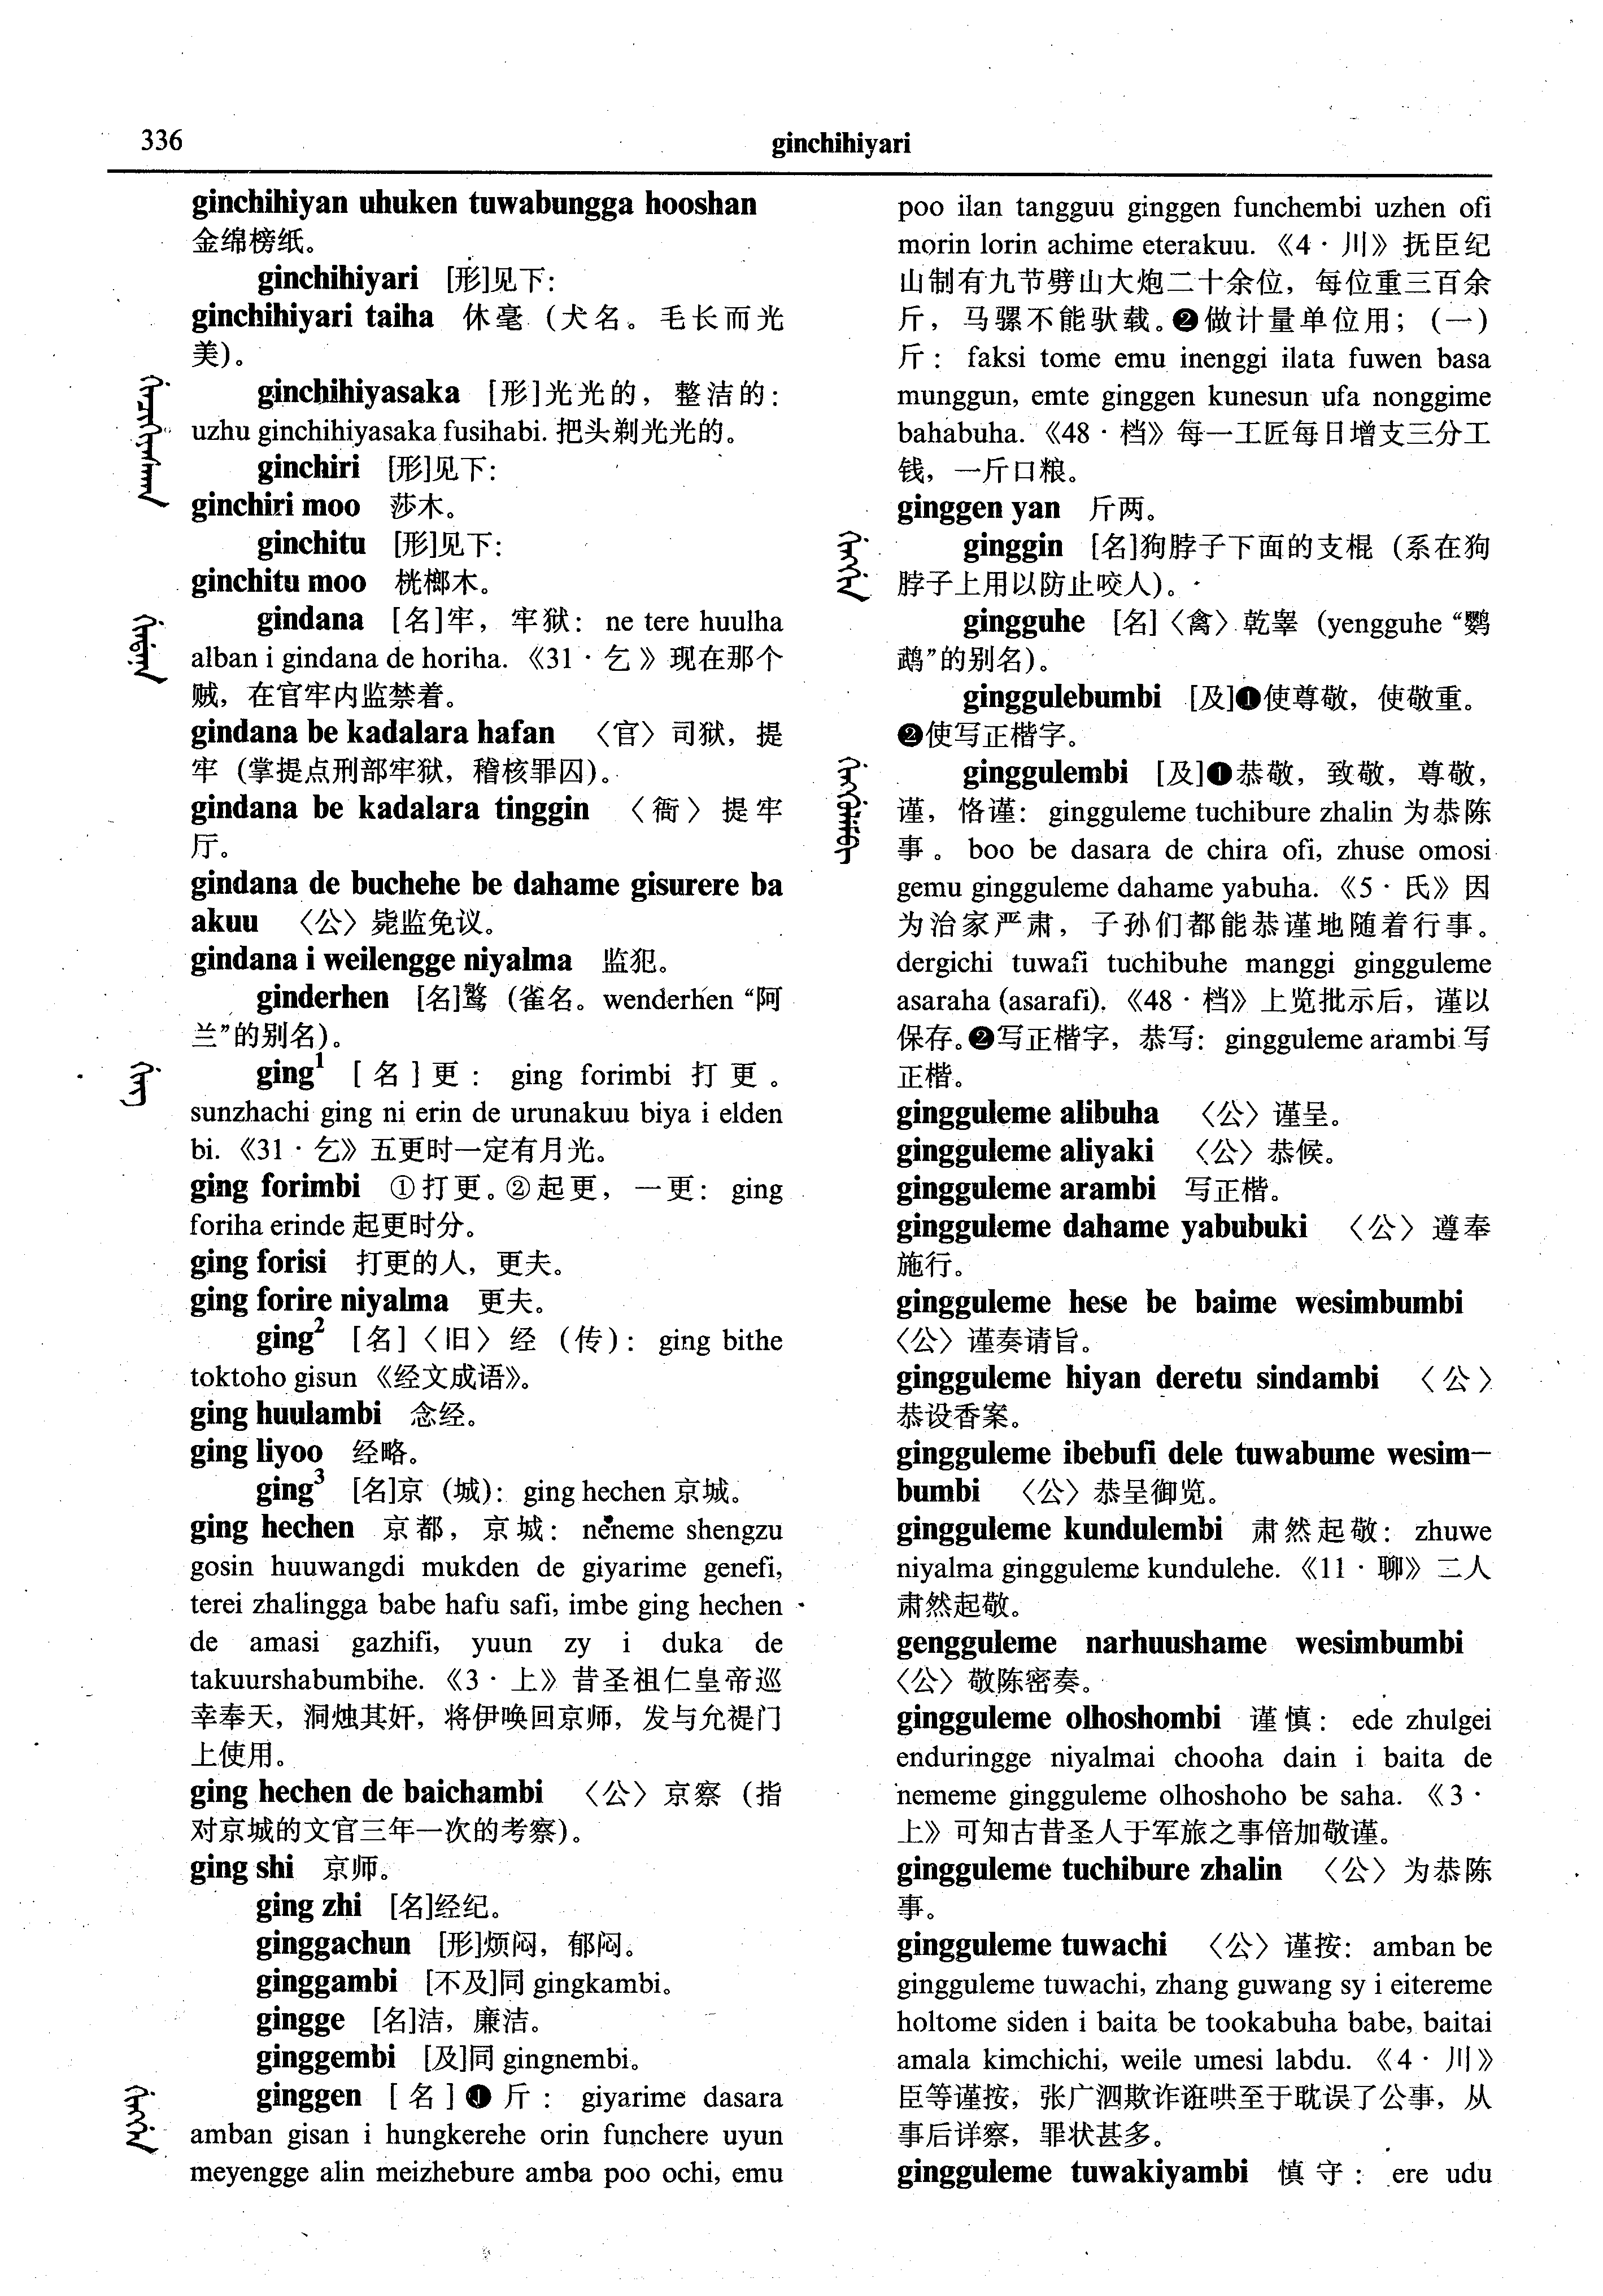 336
ginchihiyari
ginchihiyan uhuken tuwabungga hooshan
金绵榜纸。
ginchihiyari [形]见下:
ginchihiyari taiha 休毫 (犬名。毛长而光
美)。
ginchihiyasaka [形]光光的, 整洁的:
uzhu ginchihiyasaka fusihabi. 把头剃光光的。
ginchiri [形]见下:
ginchiri moo 莎木。
ginchitu [形]见下:
ginchitu moo 桄榔木。
gindana [名]牢, 牢狱: ne tere huulha
alban i gindana de horiha. 《31·乞》现在那个
贼, 在官牢内监禁着。
gindana be kadalara hafan 〈官〉司狱, 提
牢 (掌提点刑部牢狱, 稽核罪囚)。
gindana be kadalara tinggin 〈衙〉提牢
厅。
gindana de buchehe be dahame gisurere ba
akuu 〈公〉毙监免议。
gindana i weilengge niyalma 监犯。
ginderhen [名]鹨 (雀名。wenderhen “阿
兰”的别名)。
ging¹ [名]更: ging forimbi 打更。
sunzhachi ging ni erin de urunakuu biya i elden
bi. 《31·乞》五更时一定有月光。
ging forimbi ①打更。②起更, 一更: ging
foriha erinde 起更时分。
ging forisi 打更的人, 更夫。
ging forire niyalma 更夫。
ging² [名]〈旧〉经 (传): ging bithe
toktoho gisun 《经文成语》。
ging huulambi 念经。
ging liyoo 经略。
ging³ [名]京 (城): ging hechen 京城。
ging hechen 京都, 京城: neneme shengzu
gosin huuwangdi mukden de giyarime genefi,
terei zhalingga babe hafu safi, imbe ging hechen
de amasi gazhifi, yuun zy i duka de
takuurshabumbihe. 《3·上》昔圣祖仁皇帝巡
幸奉天, 洞烛其奸, 将伊唤回京师, 发与允禔门
上使用。
ging hechen de baichambi 〈公〉京察 (指
对京城的文官三年一次的考察)。
ging shi 京师。
ging zhi [名]经纪。
ginggachun [形]烦闷, 郁闷。
ginggambi [不及]同 gingkambi。
gingge [名]洁, 廉洁。
ginggembi [及]同 gingnembi。
ginggen [名]❶斤: giyarime dasara
amban gisan i hungkerehe orin funchere uyun
meyengge alin meizhebure amba poo ochi, emu
poo ilan tangguu ginggen funchembi uzhen ofi
morin lorin achime eterakuu. 《4·川》抚臣纪
山制有九节劈山大炮二十余位, 每位重三百余
斤, 马骡不能驮载。❷做计量单位用; (一)
斤: faksi tome emu inenggi ilata fuwen basa
munggun, emte ginggen kunesun ufa nonggime
bahabuha. 《48·档》每一工匠每日增支三分工
钱, 一斤口粮。
ginggen yan 斤两。
ginggin [名]狗脖子下面的支棍 (系在狗
脖子上用以防止咬人)。
gingguhe [名]〈禽〉乾睾 (yengguhe “鹦
鹉”的别名)。
ginggulebumbi [及]❶使尊敬, 使敬重。
❷使写正楷字。
ginggulembi [及]❶恭敬, 致敬, 尊敬,
谨, 恪谨: gingguleme tuchibure zhalin 为恭陈
事。boo be dasara de chira ofi, zhuse omosi
gemu gingguleme dahame yabuha. 《5·氏》因
为治家严肃, 子孙们都能恭谨地随着行事。
dergichi tuwafi tuchibuhe manggi gingguleme
asaraha (asarafi). 《48·档》上览批示后, 谨以
保存。❷写正楷字, 恭写: gingguleme arambi 写
正楷。
gingguleme alibuha 〈公〉谨呈。
gingguleme aliyaki 〈公〉恭候。
gingguleme arambi 写正楷。
gingguleme dahame yabubuki 〈公〉遵奉
施行。
gingguleme hese be baime wesimbumbi
〈公〉谨奏请旨。
gingguleme hiyan deretu sindambi 〈公〉
恭设香案。
gingguleme ibebufi dele tuwabume wesim-
bumbi 〈公〉恭呈御览。
gingguleme kundulembi 肃然起敬: zhuwe
niyalma gingguleme kundulehe. 《11·聊》二人
肃然起敬。
gengguleme narhuushame wesimbumbi
〈公〉敬陈密奏。
gingguleme olhoshombi 谨慎: ede zhulgei
enduringge niyalmai chooha dain i baita de
nememe gingguleme olhoshoho be saha. 《3·
上》可知古昔圣人于军旅之事倍加敬谨。
gingguleme tuchibure zhalin 〈公〉为恭陈
事。
gingguleme tuwachi 〈公〉谨按: amban be
gingguleme tuwachi, zhang guwang sy i eitereme
holtome siden i baita be tookabuha babe, baitai
amala kimchichi, weile umesi labdu. 《4·川》
臣等谨按, 张广泗欺诈诳哄至于耽误了公事, 从
事后详察, 罪状甚多。
gingguleme tuwakiyambi 慎守: ere udu